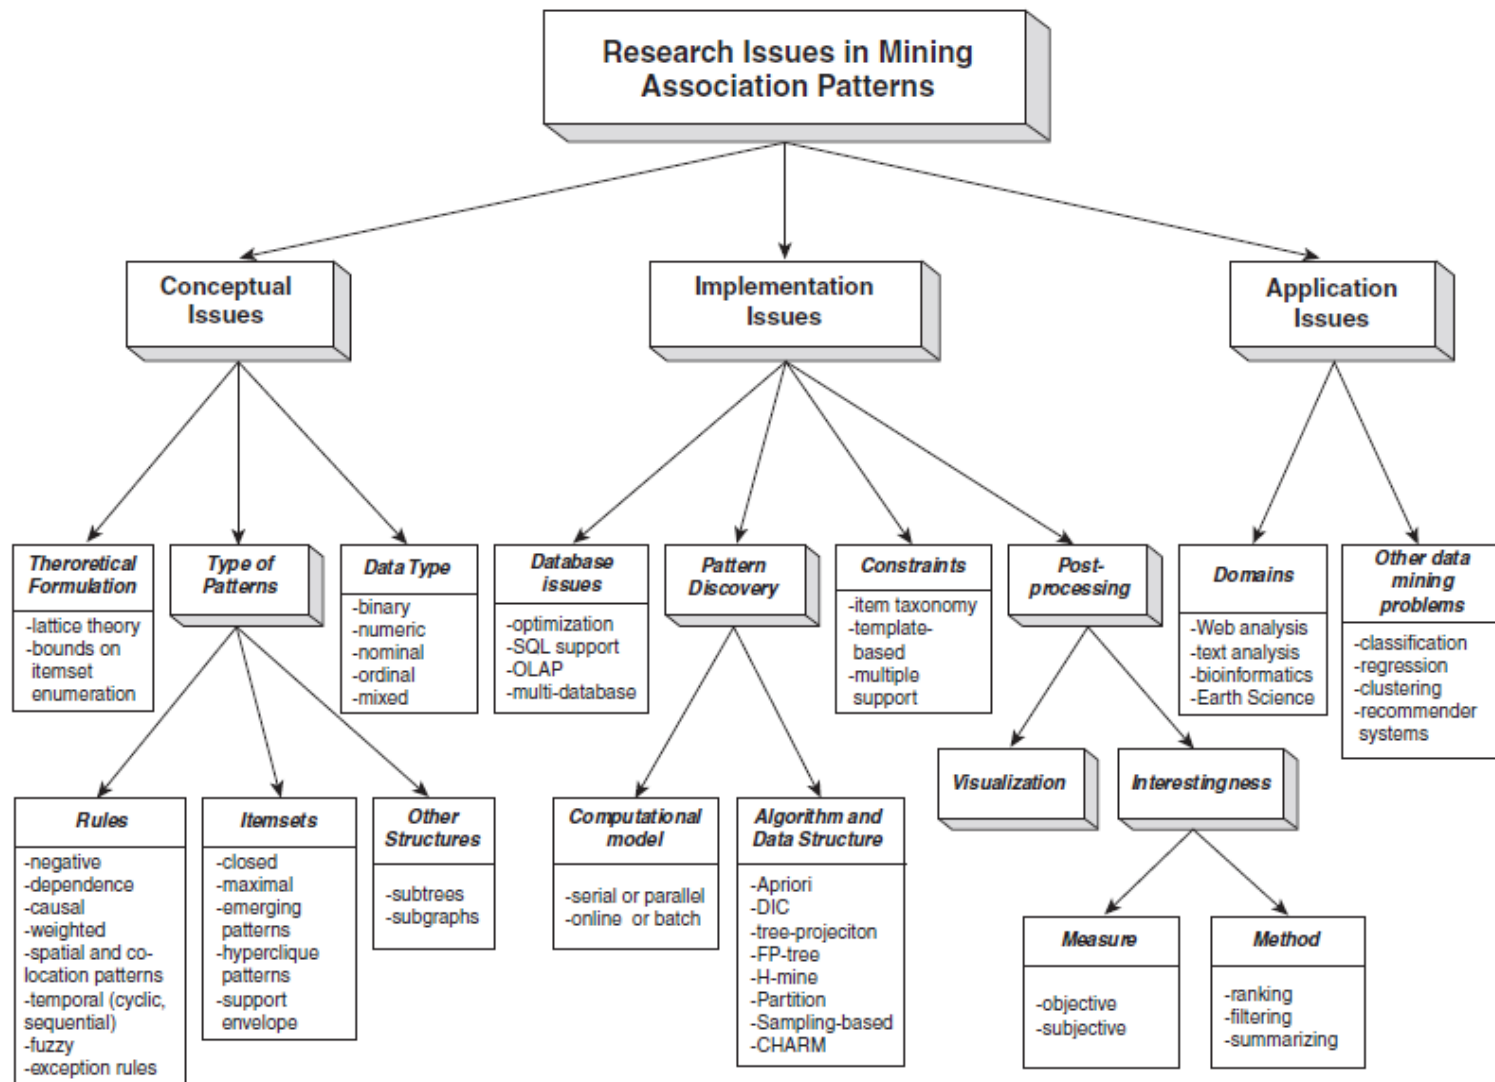 Research Issues in Mining
Association Patterns
Conceptual
Issues
Implementation
Issues
Application
Issues
Theroretical
Formulation
-lattice theory
-bounds on
itemset
enumeration
Type of
Patterns
Data Type
-binary
-numeric
-nominal
-ordinal
-mixed
Database
issues
-optimization
-SQL support
-OLAP
-multi-database
Pattern
Discovery
Constraints
-item taxonomy
-template-
based
-multiple
support
Post-
processing
Domains
-Web analysis
-text analysis
-bioinformatics
-Earth Science
Other data
mining
problems
-classification
-regression
-clustering
-recommender
systems
Rules
-negative
-dependence
-causal
-weighted
-spatial and co-
location patterns
-temporal (cyclic,
sequential)
-fuzzy
-exception rules
Itemsets
-closed
-maximal
-emerging
patterns
-hyperclique
patterns
-support
envelope
Other
Structures
-subtrees
-subgraphs
Computational
model
-serial or parallel
-online or batch
Algorithm and
Data Structure
-Apriori
-DIC
-tree-projeciton
-FP-tree
-H-mine
-Partition
-Sampling-based
-CHARM
Visualization
Interestingness
Measure
-objective
-subjective
Method
-ranking
-filtering
-summarizing